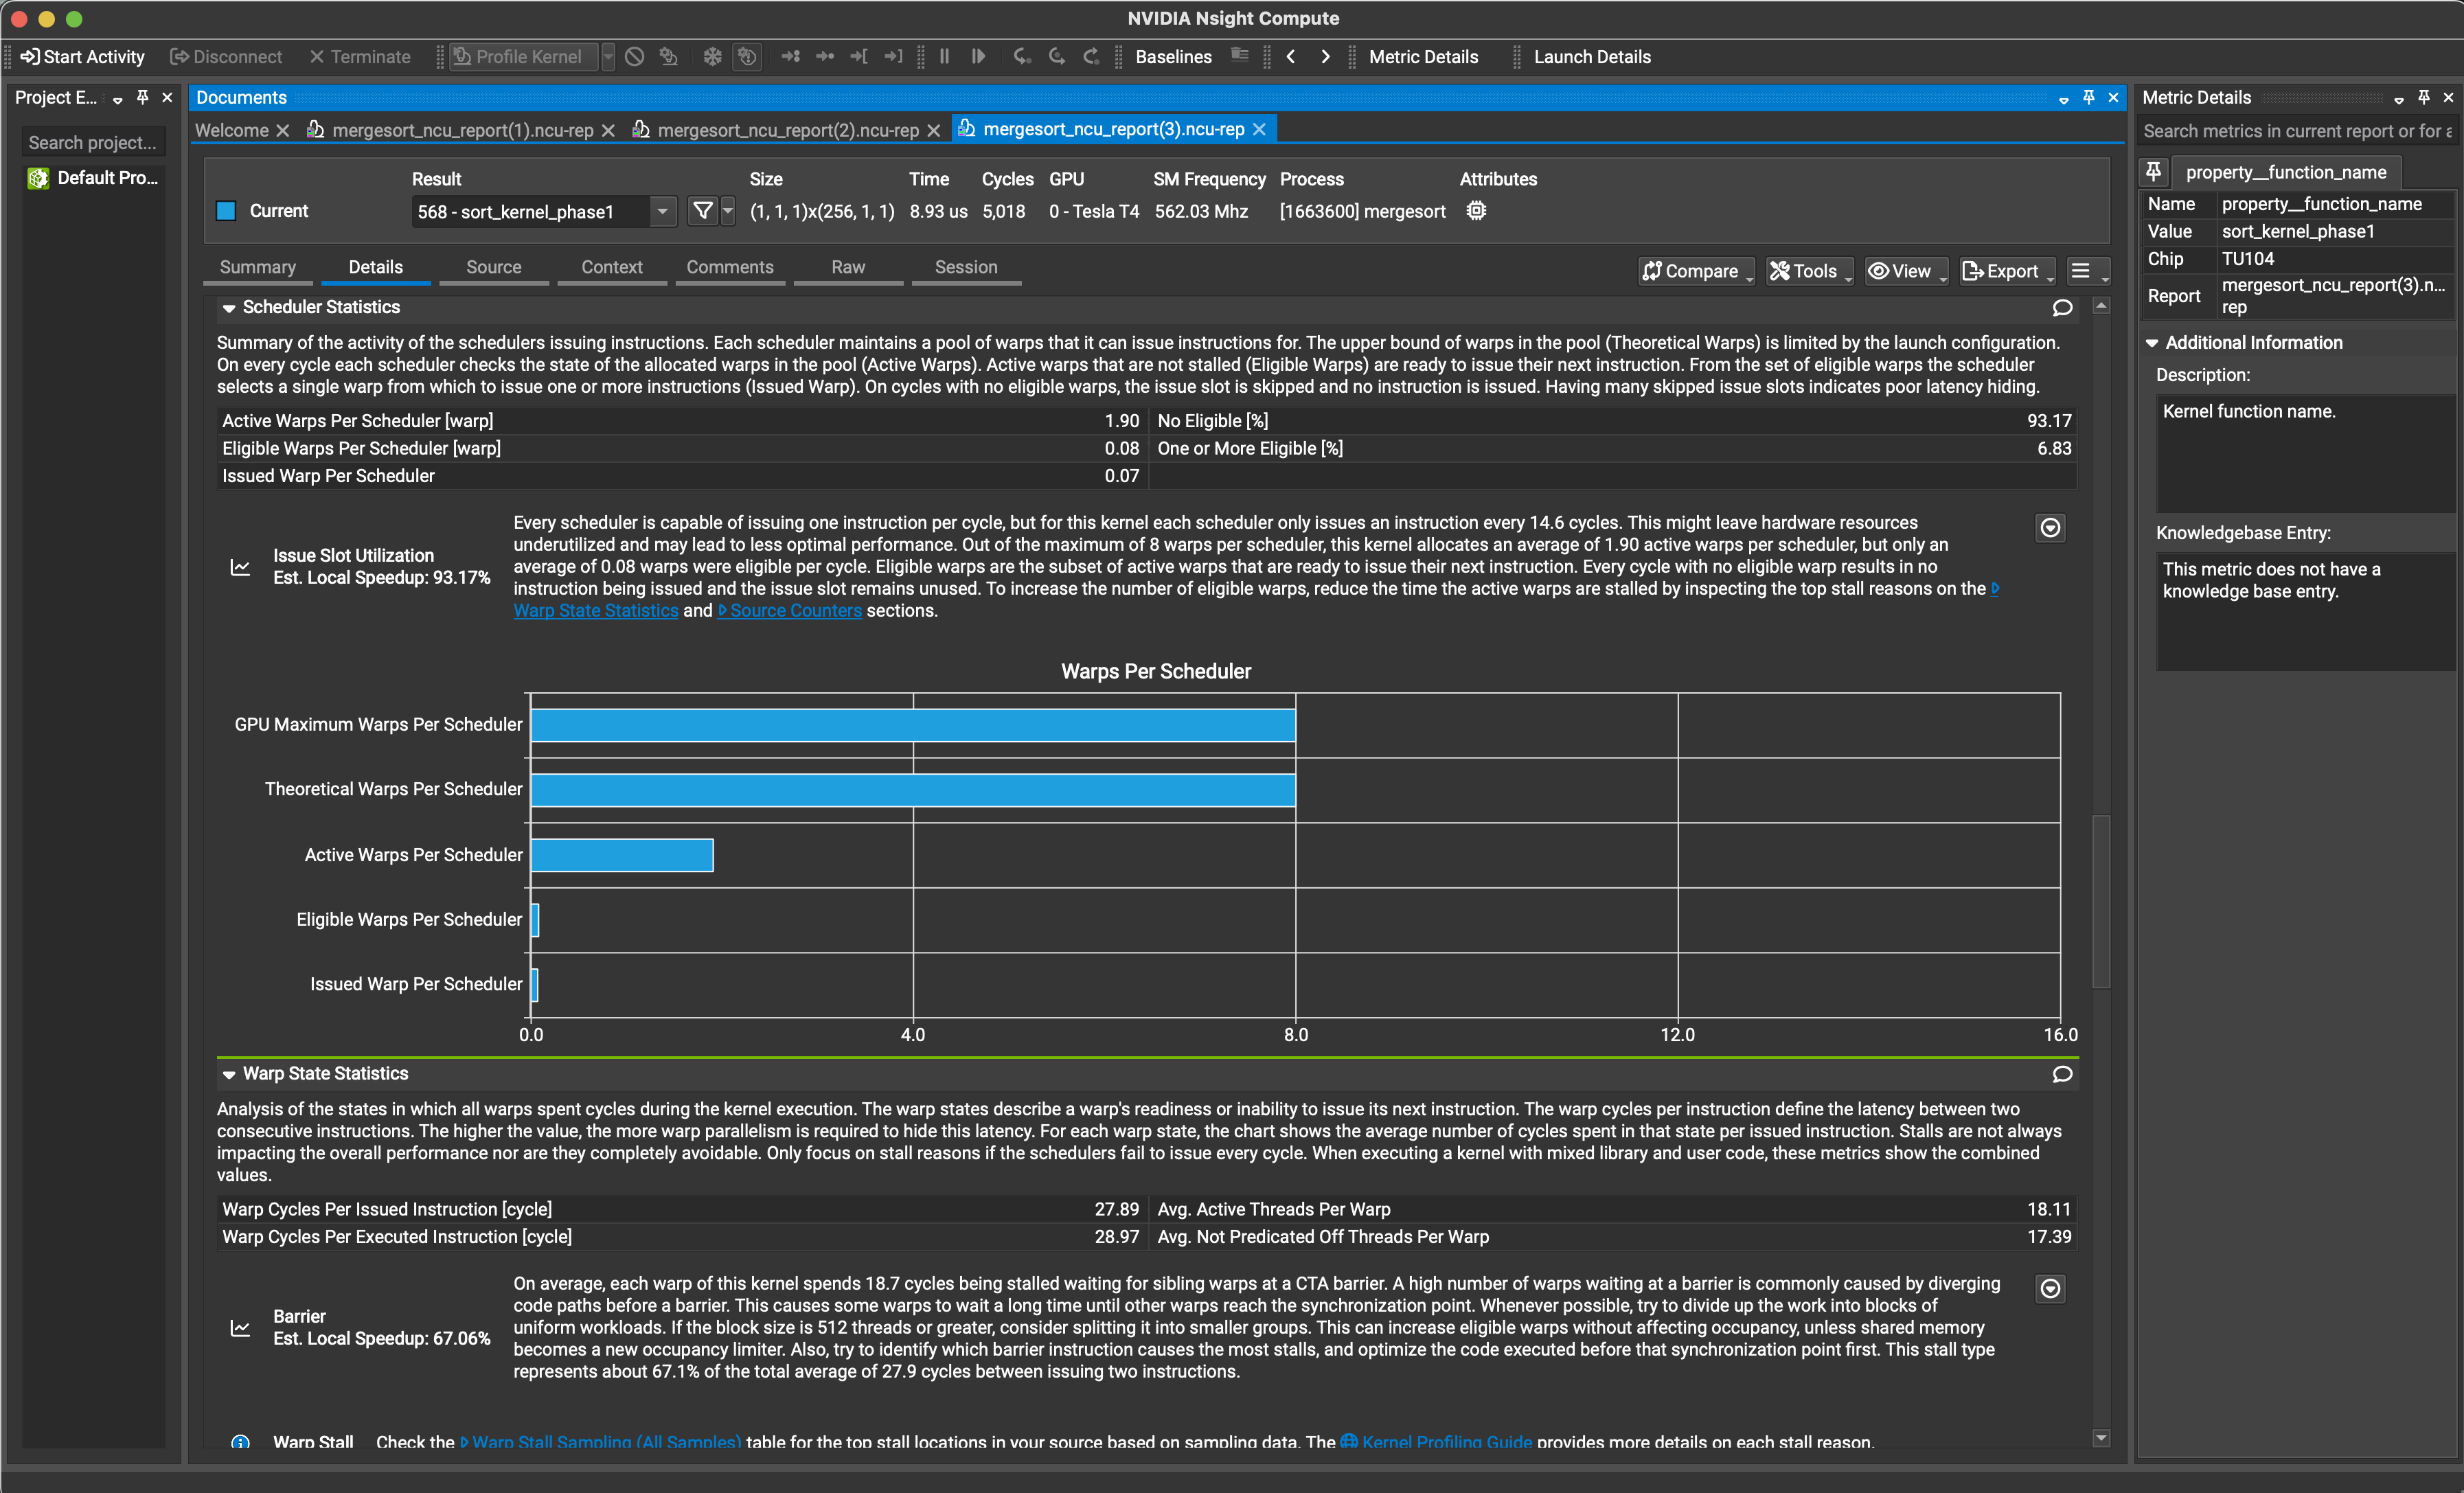 NVIDIA Nsight Compute
Start Activity Disconnect Terminate Profile Kernel Baselines Metric Details Launch Details
Project E...
Search project...
Default Pro...
Documents
Welcome mergesort_ncu_report(1).ncu-rep mergesort_ncu_report(2).ncu-rep mergesort_ncu_report(3).ncu-rep
Result Size Time Cycles GPU SM Frequency Process Attributes
Current 568 - sort_kernel_phase1 (1, 1, 1)x(256, 1, 1) 8.93 us 5,018 0 - Tesla T4 562.03 Mhz [1663600] mergesort
Summary Details Source Context Comments Raw Session Compare Tools View Export
Scheduler Statistics
Summary of the activity of the schedulers issuing instructions. Each scheduler maintains a pool of warps that it can issue instructions for. The upper bound of warps in the pool (Theoretical Warps) is limited by the launch configuration.
On every cycle each scheduler checks the state of the allocated warps in the pool (Active Warps). Active warps that are not stalled (Eligible Warps) are ready to issue their next instruction. From the set of eligible warps the scheduler
selects a single warp from which to issue one or more instructions (Issued Warp). On cycles with no eligible warps, the issue slot is skipped and no instruction is issued. Having many skipped issue slots indicates poor latency hiding.
Active Warps Per Scheduler [warp] 1.90 No Eligible [%] 93.17
Eligible Warps Per Scheduler [warp] 0.08 One or More Eligible [%] 6.83
Issued Warp Per Scheduler 0.07
Issue Slot Utilization
Est. Local Speedup: 93.17%
Every scheduler is capable of issuing one instruction per cycle, but for this kernel each scheduler only issues an instruction every 14.6 cycles. This might leave hardware resources
underutilized and may lead to less optimal performance. Out of the maximum of 8 warps per scheduler, this kernel allocates an average of 1.90 active warps per scheduler, but only an
average of 0.08 warps were eligible per cycle. Eligible warps are the subset of active warps that are ready to issue their next instruction. Every cycle with no eligible warp results in no
instruction being issued and the issue slot remains unused. To increase the number of eligible warps, reduce the time the active warps are stalled by inspecting the top stall reasons on the
Warp State Statistics and Source Counters sections.
Warps Per Scheduler
GPU Maximum Warps Per Scheduler
Theoretical Warps Per Scheduler
Active Warps Per Scheduler
Eligible Warps Per Scheduler
Issued Warp Per Scheduler
0.0 4.0 8.0 12.0 16.0
Warp State Statistics
Analysis of the states in which all warps spent cycles during the kernel execution. The warp states describe a warp's readiness or inability to issue its next instruction. The warp cycles per instruction define the latency between two
consecutive instructions. The higher the value, the more warp parallelism is required to hide this latency. For each warp state, the chart shows the average number of cycles spent in that state per issued instruction. Stalls are not always
impacting the overall performance nor are they completely avoidable. Only focus on stall reasons if the schedulers fail to issue every cycle. When executing a kernel with mixed library and user code, these metrics show the combined
values.
Warp Cycles Per Issued Instruction [cycle] 27.89 Avg. Active Threads Per Warp 18.11
Warp Cycles Per Executed Instruction [cycle] 28.97 Avg. Not Predicated Off Threads Per Warp 17.39
Barrier
Est. Local Speedup: 67.06%
On average, each warp of this kernel spends 18.7 cycles being stalled waiting for sibling warps at a CTA barrier. A high number of warps waiting at a barrier is commonly caused by diverging
code paths before a barrier. This causes some warps to wait a long time until other warps reach the synchronization point. Whenever possible, try to divide up the work into blocks of
uniform workloads. If the block size is 512 threads or greater, consider splitting it into smaller groups. This can increase eligible warps without affecting occupancy, unless shared memory
becomes a new occupancy limiter. Also, try to identify which barrier instruction causes the most stalls, and optimize the code executed before that synchronization point first. This stall type
represents about 67.1% of the total average of 27.9 cycles between issuing two instructions.
Warp Stall Check the Warp Stall Sampling (All Samples) table for the top stall locations in your source based on sampling data. The Kernel Profiling Guide provides more details on each stall reason.
Metric Details
Search metrics in current report or for a
property__function_name
Name property__function_name
Value sort_kernel_phase1
Chip TU104
Report mergesort_ncu_report(3).n...
rep
Additional Information
Description:
Kernel function name.
Knowledgebase Entry:
This metric does not have a
knowledge base entry.